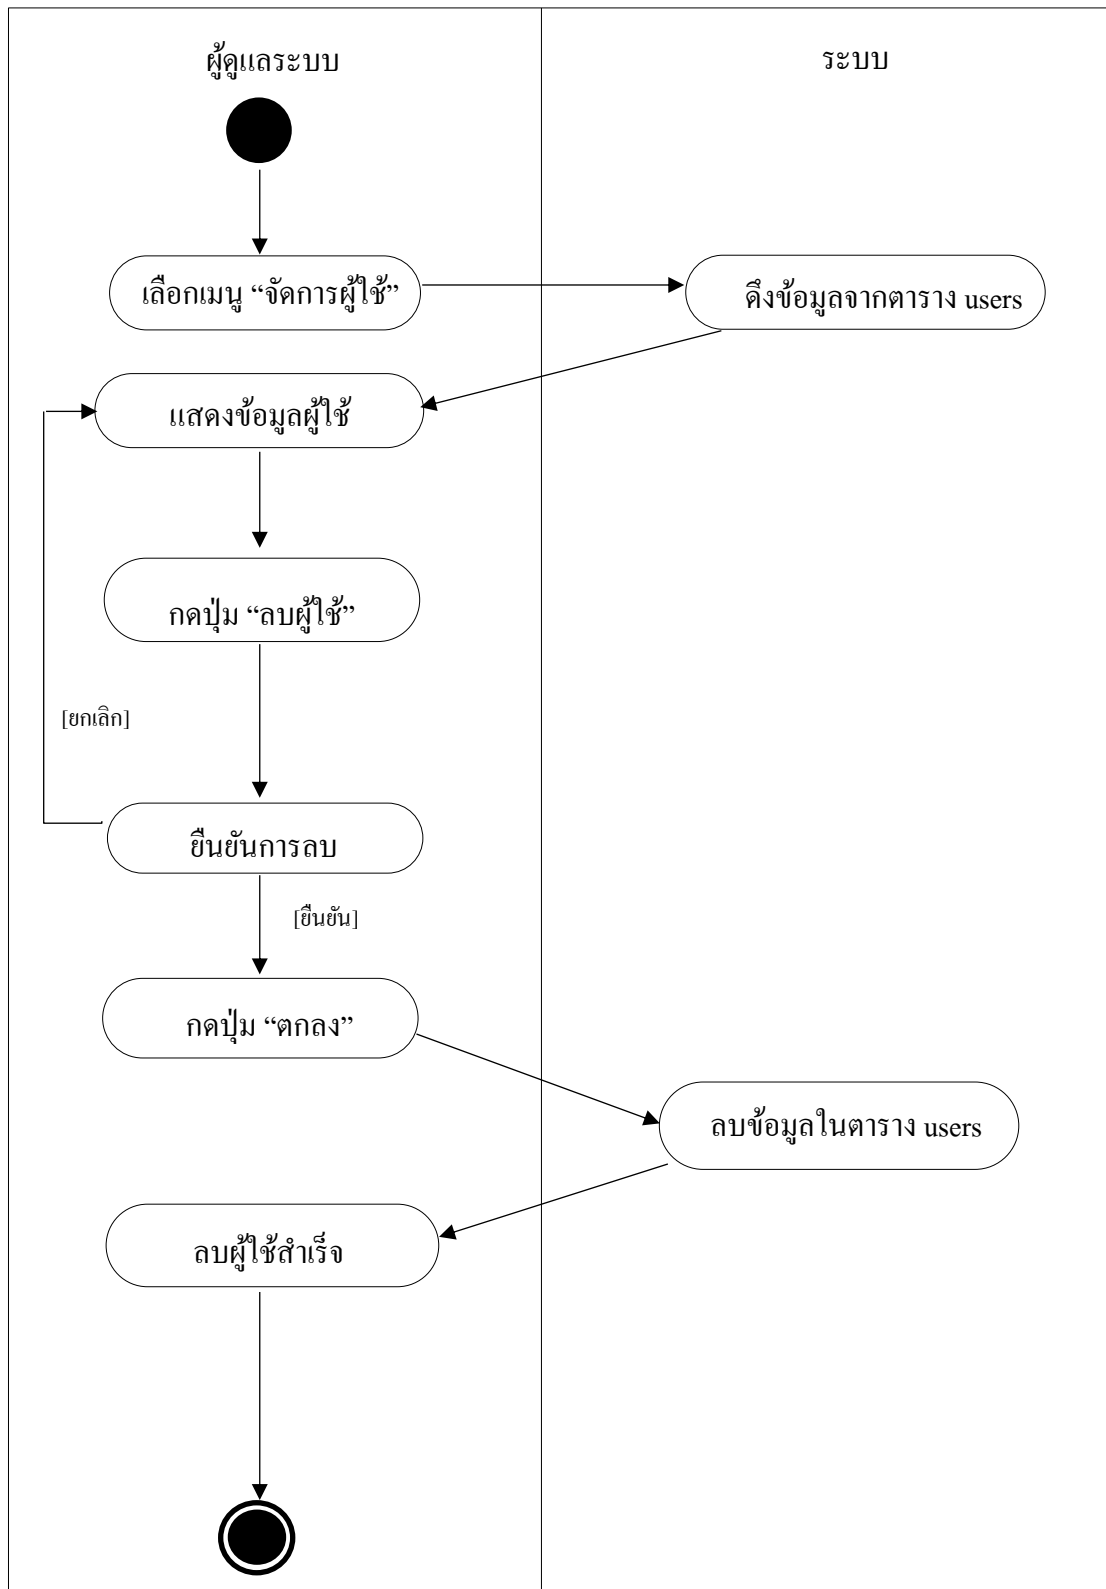 ผู้ดูแลระบบ
ระบบ
เลือกเมนู “จัดการผู้ใช้”
ดึงข้อมูลจากตาราง users
แสดงข้อมูลผู้ใช้
กดปุ่ม “ลบผู้ใช้”
[ยกเลิก]
ยืนยันการลบ
[ยืนยัน]
กดปุ่ม “ตกลง”
ลบข้อมูลในตาราง users
ลบผู้ใช้สำเร็จ